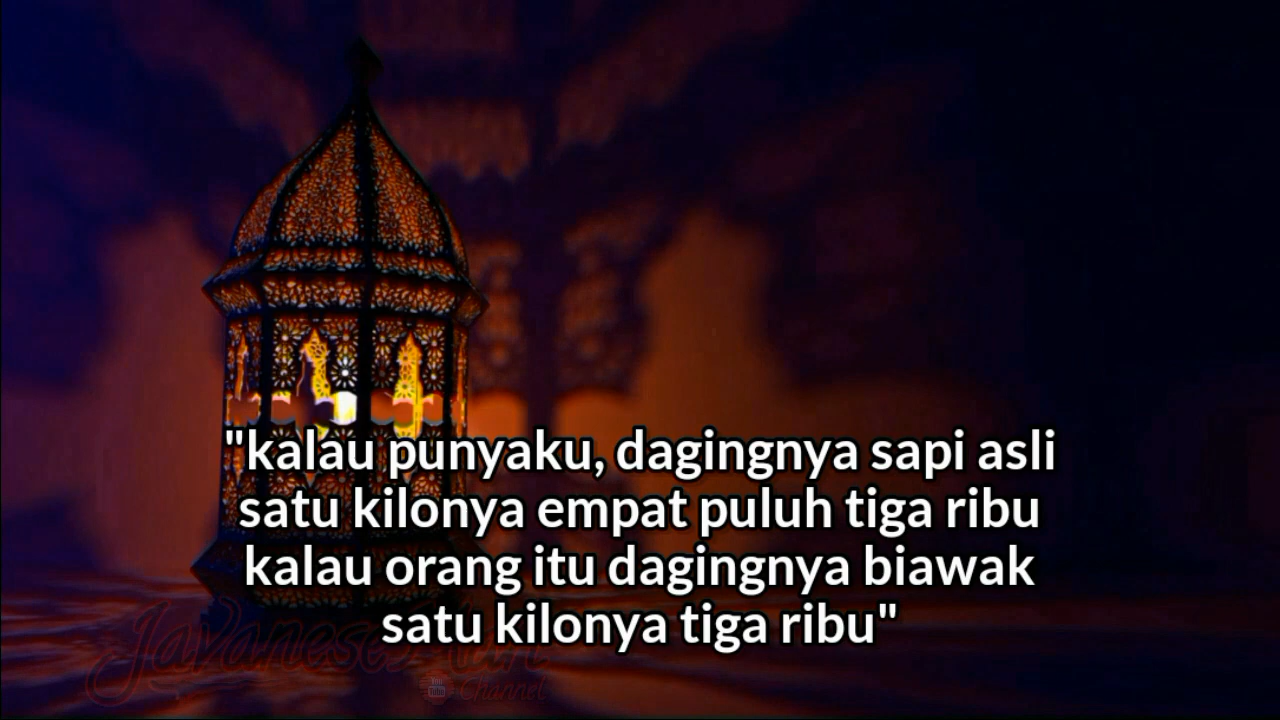 "kalau punyaku, dagingnya sapi asli
satu kilonya empat puluh tiga ribu
kalau orang itu dagingnya biawak
satu kilonya tiga ribu"
Channel